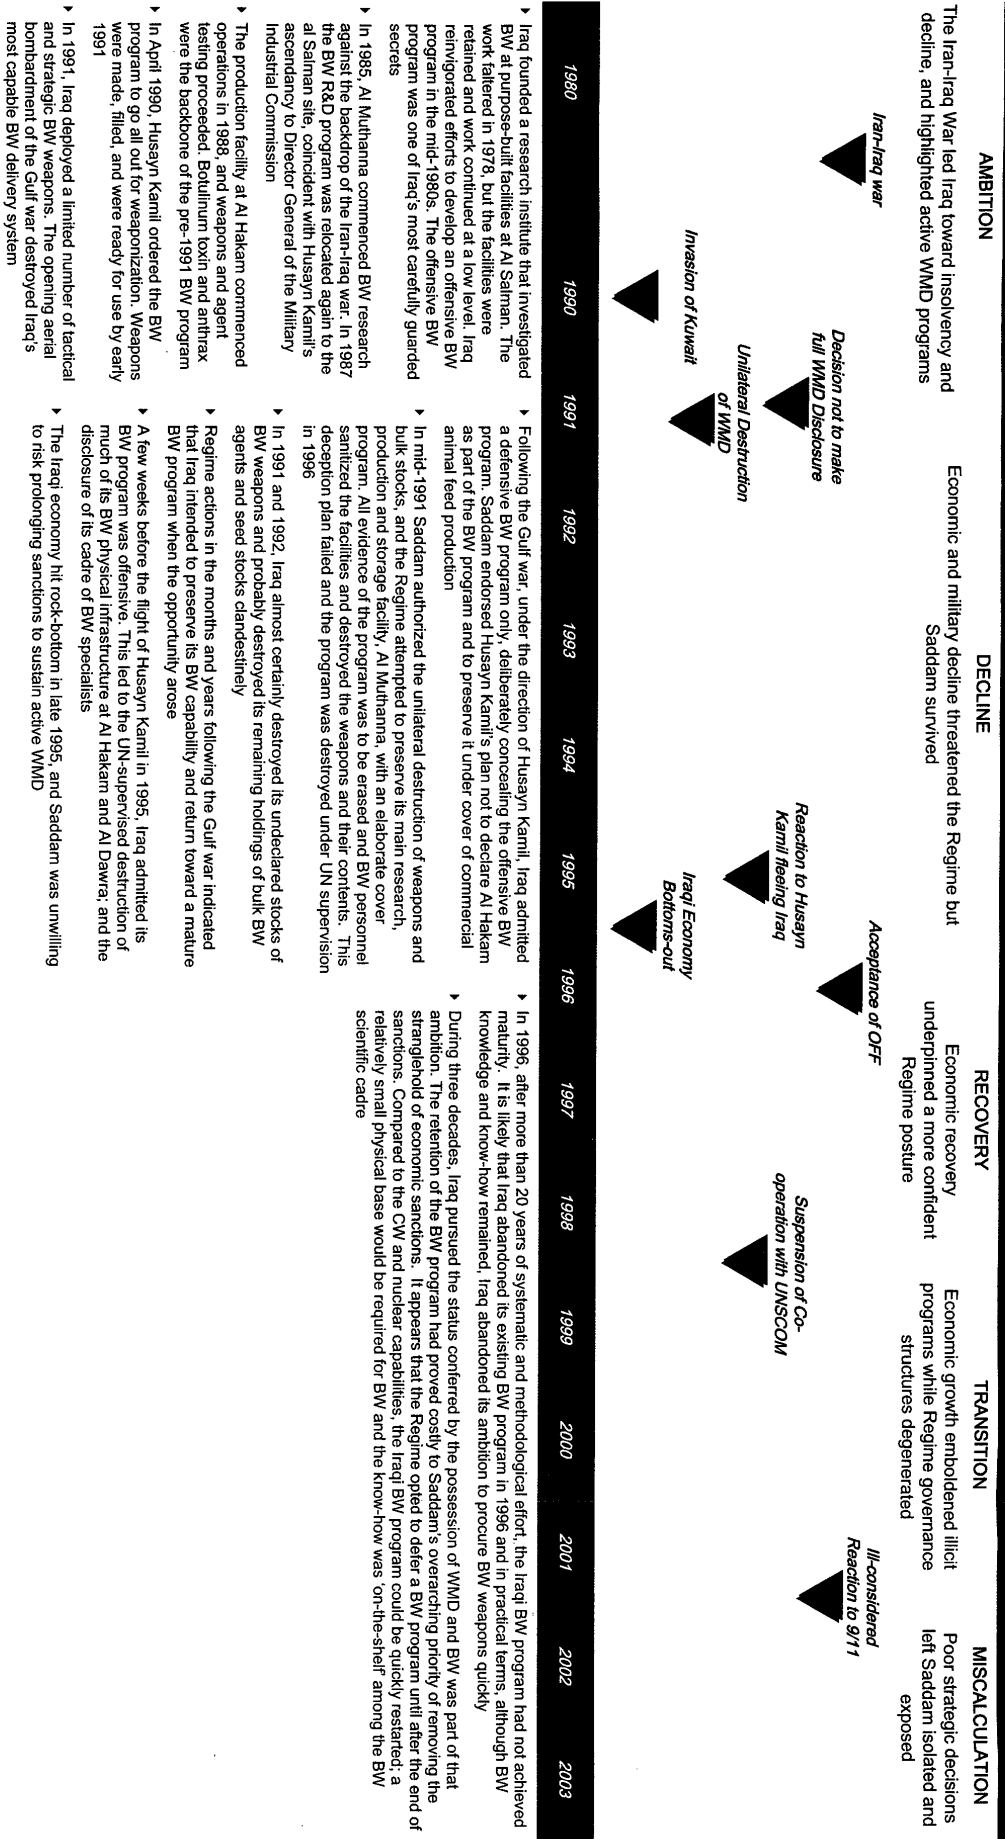 AMBITION
The Iran-Iraq War led Iraq toward insolvency and
decline, and highlighted active WMD programs
DECLINE
Economic and military decline threatened the Regime but
Saddam survived
RECOVERY
Economic recovery
underpinned a more confident
Regime posture
TRANSITION
Economic growth emboldened illicit
programs while Regime governance
structures degenerated
MISCALCULATION
Poor strategic decisions
left Saddam isolated and
exposed
Iran-Iraq war
Invasion of Kuwait
Decision not to make
full WMD Disclosure
Unilateral Destruction
of WMD
Reaction to Husayn
Kamil fleeing Iraq
Iraqi Economy
Bottoms-out
Acceptance of OFF
Suspension of Co-
operation with UNSCOM
Ill-considered
Reaction to 9/11
1980 1990 1991 1992 1993 1994 1995 1996 1997 1998 1999 2000 2001 2002 2003
Iraq founded a research institute that investigated
BW at purpose-built facilities at Al Salman. The
work faltered in 1978, but the facilities were
retained and work continued at a low level. Iraq
reinvigorated efforts to develop an offensive BW
program in the mid-1980s. The offensive BW
program was one of Iraq's most carefully guarded
secrets
In 1985, Al Muthanna commenced BW research
against the backdrop of the Iran-Iraq war. In 1987
the BW R&D program was relocated again to the
al Salman site, coincident with Husayn Kamil's
ascendancy to Director General of the Military
Industrial Commission
The production facility at Al Hakam commenced
operations in 1988, and weapons and agent
testing proceeded. Botulinum toxin and anthrax
were the backbone of the pre-1991 BW program
In April 1990, Husayn Kamil ordered the BW
program to go all out for weaponization. Weapons
were made, filled, and were ready for use by early
1991
In 1991, Iraq deployed a limited number of tactical
and strategic BW weapons. The opening aerial
bombardment of the Gulf war destroyed Iraq's
most capable BW delivery system
Following the Gulf war, under the direction of Husayn Kamil, Iraq admitted
a defensive BW program only, deliberately concealing the offensive BW
program. Saddam endorsed Husayn Kamil's plan not to declare Al Hakam
as part of the BW program and to preserve it under cover of commercial
animal feed production
In mid-1991 Saddam authorized the unilateral destruction of weapons and
bulk stocks, and the Regime attempted to preserve its main research,
production and storage facility, Al Muthanna, with an elaborate cover
program. All evidence of the program was to be erased and BW personnel
sanitized the facilities and destroyed the weapons and their contents. This
deception plan failed and the program was destroyed under UN supervision
in 1996
In 1991 and 1992, Iraq almost certainly destroyed its undeclared stocks of
BW weapons and probably destroyed its remaining holdings of bulk BW
agents and seed stocks clandestinely
Regime actions in the months and years following the Gulf war indicated
that Iraq intended to preserve its BW capability and return toward a mature
BW program when the opportunity arose
A few weeks before the flight of Husayn Kamil in 1995, Iraq admitted its
BW program was offensive. This led to the UN-supervised destruction of
much of its BW physical infrastructure at Al Hakam and Al Dawra; and the
disclosure of its cadre of BW specialists
The Iraqi economy hit rock-bottom in late 1995, and Saddam was unwilling
to risk prolonging sanctions to sustain active WMD
In 1996, after more than 20 years of systematic and methodological effort, the Iraqi BW program had not achieved
maturity. It is likely that Iraq abandoned its existing BW program in 1996 and in practical terms, although BW
knowledge and know-how remained, Iraq abandoned its ambition to procure BW weapons quickly
During three decades, Iraq pursued the status conferred by the possession of WMD and BW was part of that
ambition. The retention of the BW program had proved costly to Saddam's overarching priority of removing the
stranglehold of economic sanctions. It appears that the Regime opted to defer a BW program until after the end of
sanctions. Compared to the CW and nuclear capabilities, the Iraqi BW program could be quickly restarted; a
relatively small physical base would be required for BW and the know-how was 'on-the-shelf' among the BW
scientific cadre